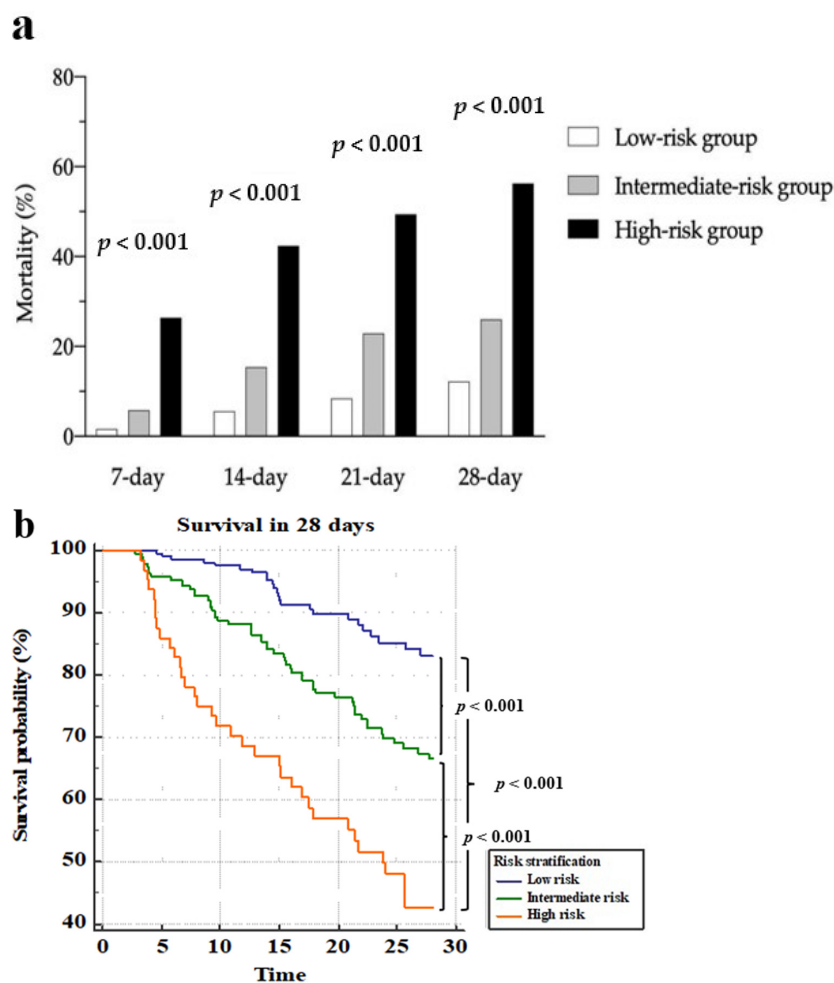 a
80
60
40
20
0
Mortality (%)
p < 0.001
p < 0.001
p < 0.001
p < 0.001
Low-risk group
Intermediate-risk group
High-risk group
7-day
14-day
21-day
28-day
b
Survival in 28 days
100
90
80
70
60
50
40
Survival probability (%)
p < 0.001
p < 0.001
p < 0.001
Risk stratification
Low risk
Intermediate risk
High risk
0
5
10
15
20
25
30
Time